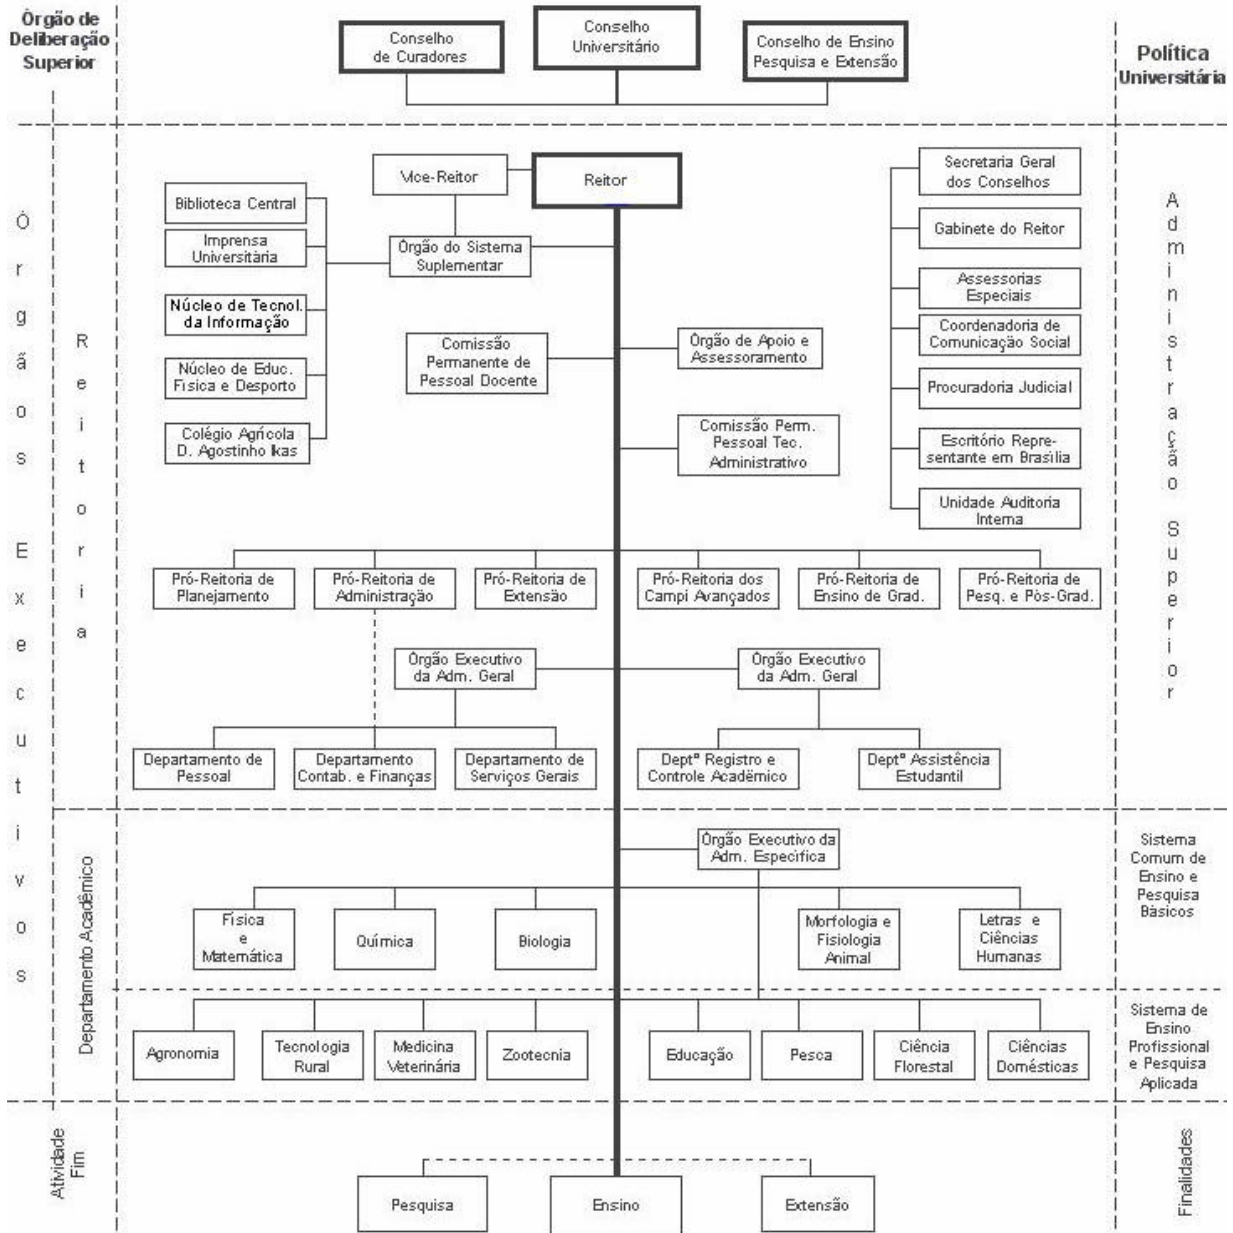 Órgão de
Deliberação
Superior
Conselho
de Curadores
Conselho
Universitário
Conselho de Ensino
Pesquisa e Extensão
Política
Universitária
Órgãos Executivos
Reitoria
Vice-Reitor
Reitor
Biblioteca Central
Imprensa
Universitária
Núcleo de Tecnol.
da Informação
Núcleo de Educ.
Física e Desporto
Colégio Agrícola
D. Agostinho Ikas
Órgão do Sistema
Suplementar
Comissão
Permanente de
Pessoal Docente
Órgão de Apoio e
Assessoramento
Comissão Perm.
Pessoal Tec.
Administrativo
Secretaria Geral
dos Conselhos
Gabinete do Reitor
Assessorias
Especiais
Coordenadoria de
Comunicação Social
Procuradoria Judicial
Escritório Repre-
sentante em Brasília
Unidade Auditoria
Interna
Administração Superior
Pró-Reitoria de
Planejamento
Pró-Reitoria de
Administração
Pró-Reitoria de
Extensão
Pró-Reitoria dos
Campi Avançados
Pró-Reitoria de
Ensino de Grad.
Pró-Reitoria de
Pesq. e Pós-Grad.
Órgão Executivo
da Adm. Geral
Órgão Executivo
da Adm. Geral
Departamento de
Pessoal
Departamento
Contab. e Finanças
Departamento de
Serviços Gerais
Deptº Registro e
Controle Acadêmico
Deptº Assistência
Estudantil
Departamento Acadêmico
Órgão Executivo da
Adm. Específica
Sistema
Comum de
Ensino e
Pesquisa
Básicos
Física
e
Matemática
Química
Biologia
Morfologia e
Fisiologia
Animal
Letras e
Ciências
Humanas
Agronomia
Tecnologia
Rural
Medicina
Veterinária
Zootecnia
Educação
Pesca
Ciência
Florestal
Ciências
Domésticas
Sistema de
Ensino
Profissional
e Pesquisa
Aplicada
Atividade
Fim
Pesquisa
Ensino
Extensão
Finalidades